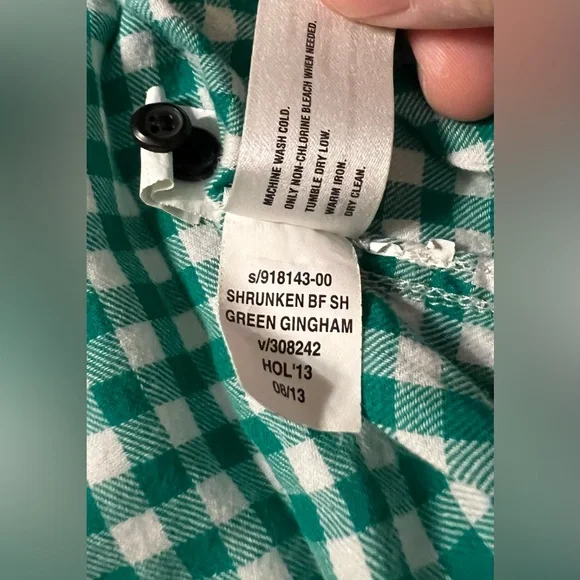 MACHINE WASH COLD.
ONLY NON-CHLORINE BLEACH WHEN NEEDED.
TUMBLE DRY LOW.
WARM IRON.
DRY CLEAN.
s/918143-00
SHRUNKEN BF SH
GREEN GINGHAM
v/308242
HOL'13
08/13